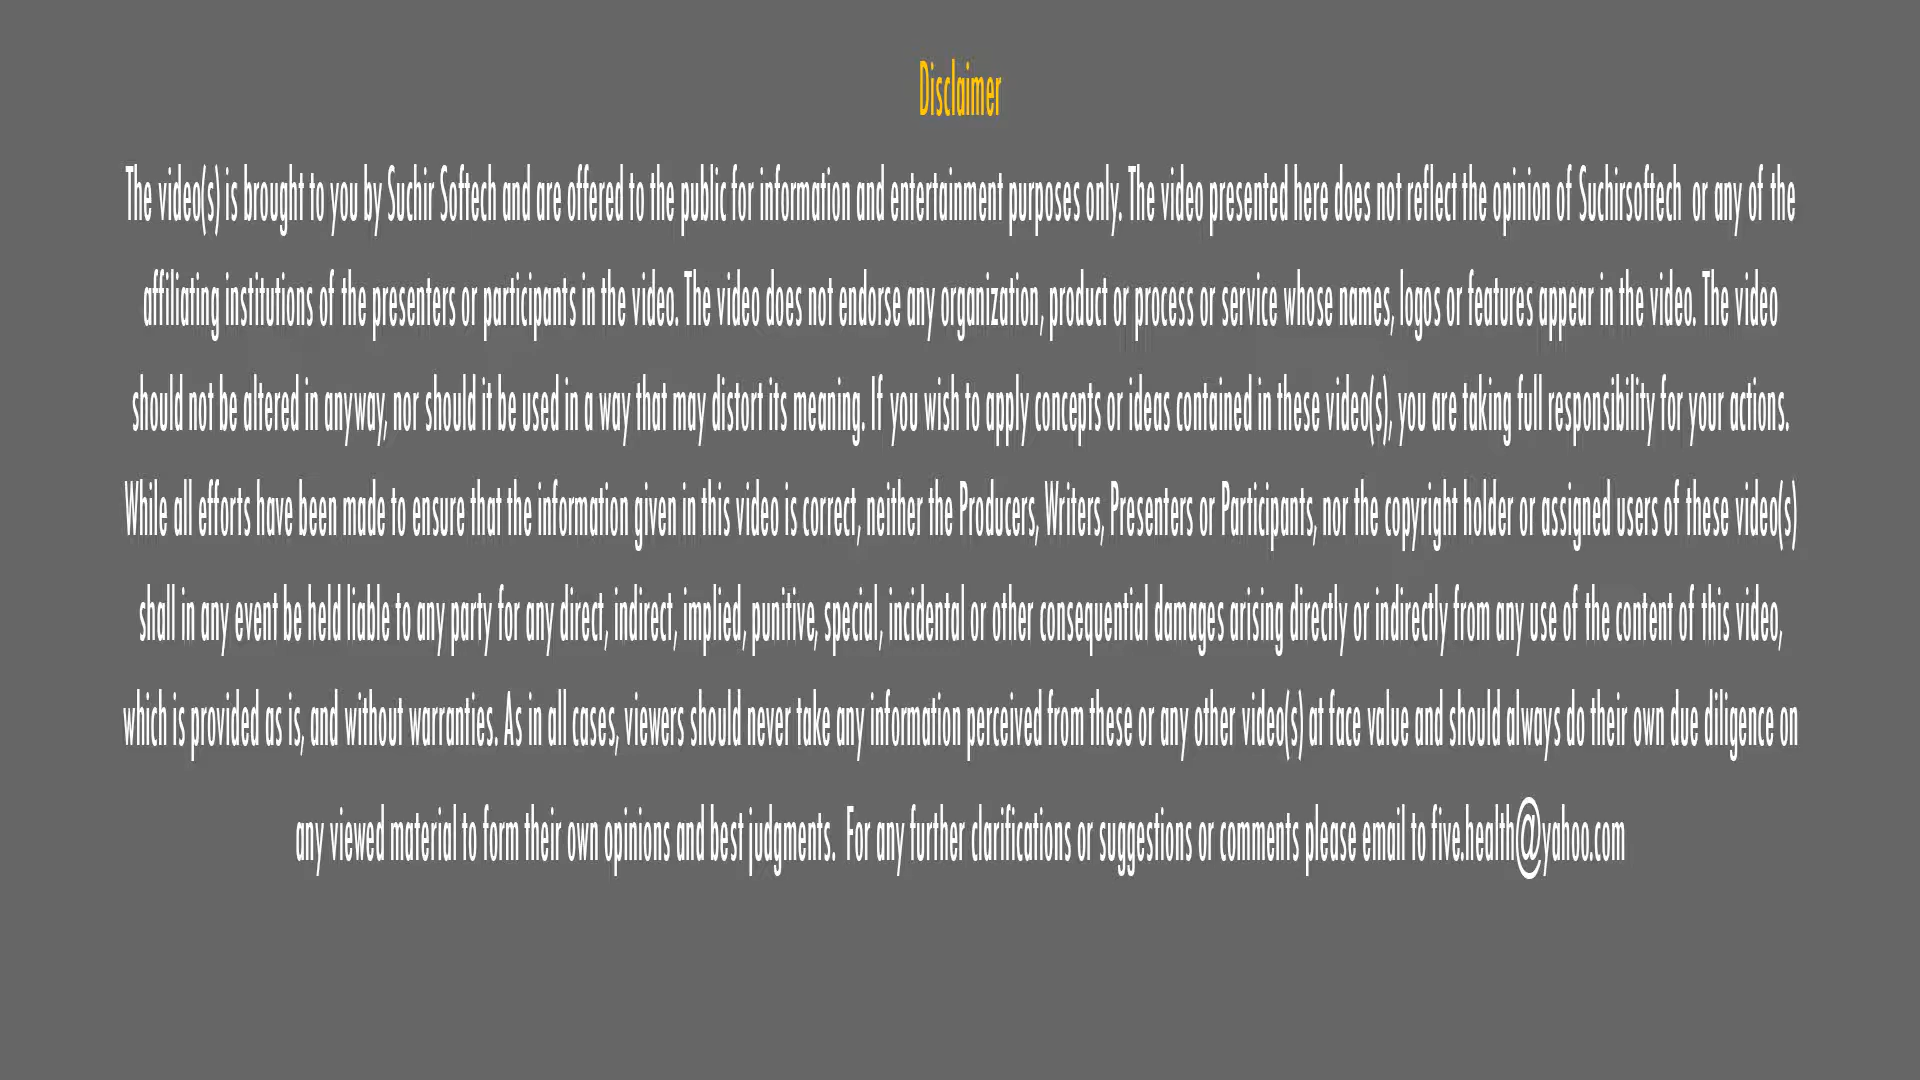 Disclaimer
The video(s) is brought to you by Suchir Softech and are offered to the public for information and entertainment purposes only. The video presented here does not reflect the opinion of Suchirsoftech or any of the
affiliating institutions of the presenters or participants in the video. The video does not endorse any organization, product or process or service whose names, logos or features appear in the video. The video
should not be altered in anyway, nor should it be used in a way that may distort its meaning. If you wish to apply concepts or ideas contained in these video(s), you are taking full responsibility for your actions.
While all efforts have been made to ensure that the information given in this video is correct, neither the Producers, Writers, Presenters or Participants, nor the copyright holder or assigned users of these video(s)
shall in any event be held liable to any party for any direct, indirect, implied, punitive, special, incidental or other consequential damages arising directly or indirectly from any use of the content of this video,
which is provided as is, and without warranties. As in all cases, viewers should never take any information perceived from these or any other video(s) at face value and should always do their own due diligence on
any viewed material to form their own opinions and best judgments. For any further clarifications or suggestions or comments please email to five.health@yahoo.com